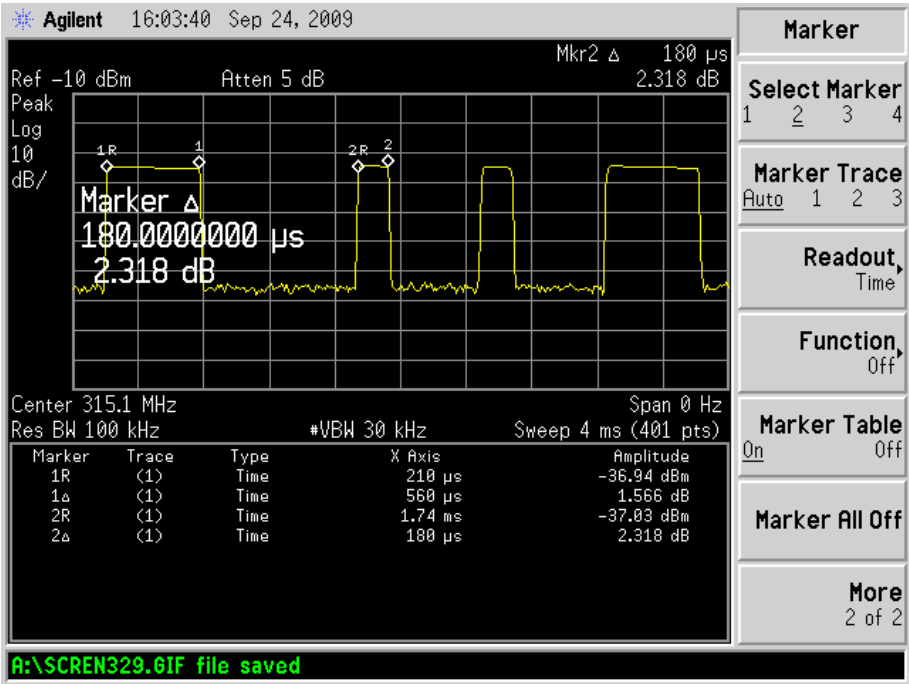 Agilent 16:03:40 Sep 24, 2009
Mkr2 Δ 180 µs
Ref -10 dBm Atten 5 dB 2.318 dB
Peak
Log
10
dB/
1R 1 2R 2
Marker Δ
180.0000000 µs
2.318 dB
Center 315.1 MHz Span 0 Hz
Res BW 100 kHz #VBW 30 kHz Sweep 4 ms (401 pts)
Marker Trace Type X Axis Amplitude
1R (1) Time 210 µs -36.94 dBm
1Δ (1) Time 560 µs 1.566 dB
2R (1) Time 1.74 ms -37.03 dBm
2Δ (1) Time 180 µs 2.318 dB
A:\SCREN329.GIF file saved
Marker
Select Marker
1 2 3 4
Marker Trace
Auto 1 2 3
Readout
Time
Function
Off
Marker Table
On Off
Marker All Off
More
2 of 2